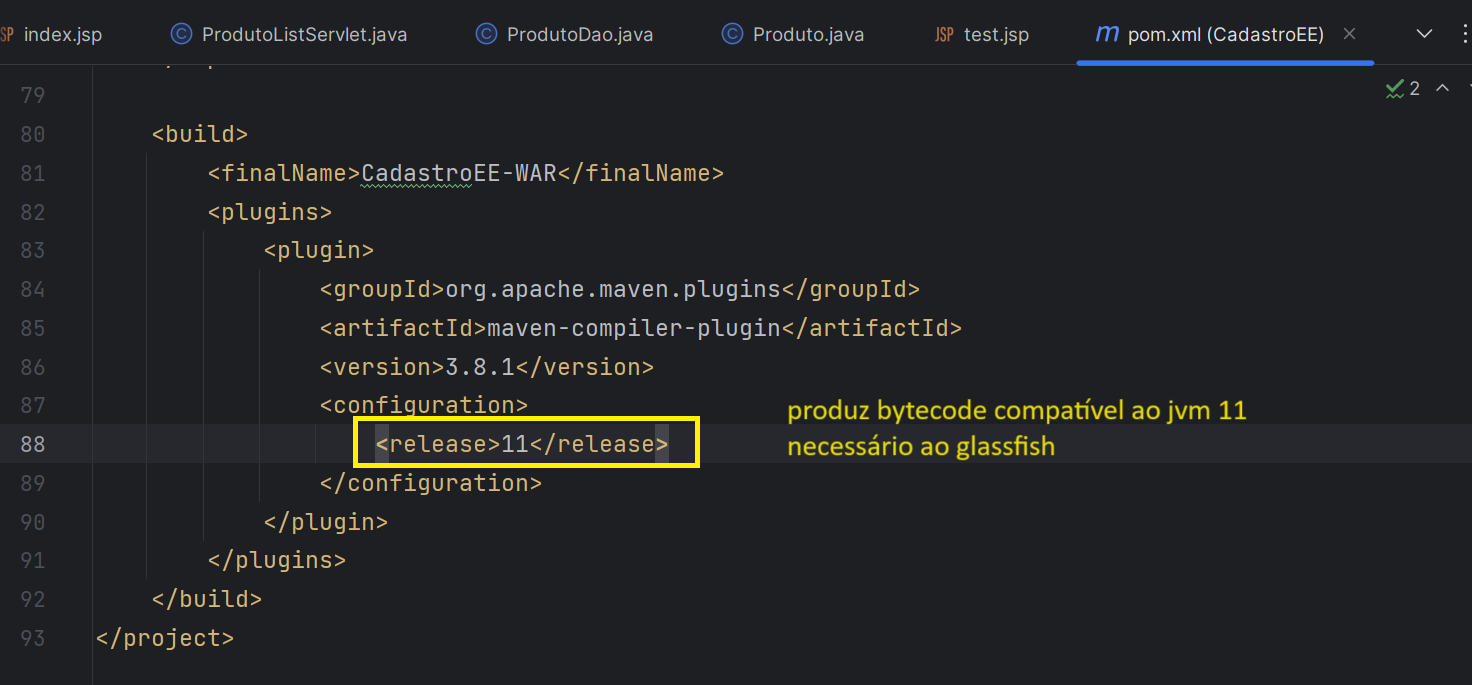 JSP index.jsp C ProdutoListServlet.java C ProdutoDao.java C Produto.java JSP test.jsp m pom.xml (CadastroEE)
2
79
80 <build>
81 <finalName>CadastroEE-WAR</finalName>
82 <plugins>
83 <plugin>
84 <groupId>org.apache.maven.plugins</groupId>
85 <artifactId>maven-compiler-plugin</artifactId>
86 <version>3.8.1</version>
87 <configuration>
produz bytecode compatível ao jvm 11
88 <release>11</release>
necessário ao glassfish
89 </configuration>
90 </plugin>
91 </plugins>
92 </build>
93 </project>